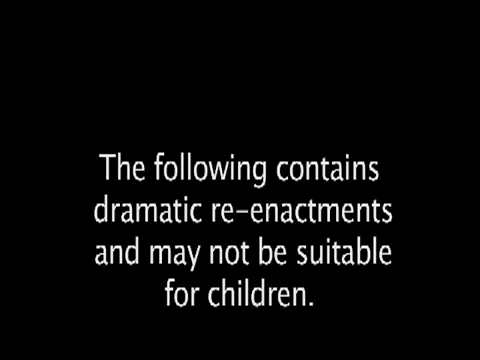 The following contains
dramatic re-enactments
and may not be suitable
for children.